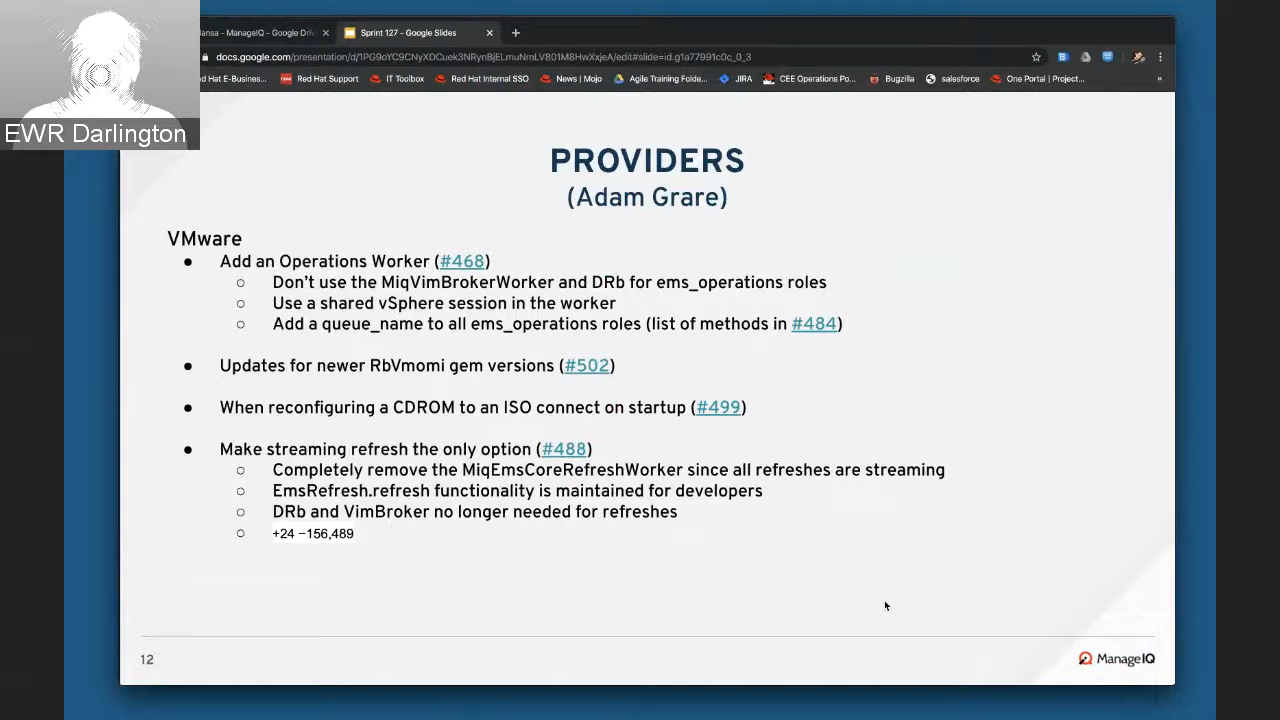 ansa - ManageIQ - Google Dri
Sprint 127 - Google Slides
docs.google.com/presentation/d/1PG9oYC9CNyXDCuek3NRynBjELmuNmLV801M8HwXxjeA/edit#slide=id.g1a77991c0c_0_3
d Hat E-Business... Red Hat Support IT Toolbox Red Hat Internal SSO News | Mojo Agile Training Folde... JIRA CEE Operations Po... Bugzilla salesforce One Portal | Project... »
EWR Darlington
PROVIDERS
(Adam Grare)
VMware
● Add an Operations Worker (#468)
○ Don’t use the MiqVimBrokerWorker and DRb for ems_operations roles
○ Use a shared vSphere session in the worker
○ Add a queue_name to all ems_operations roles (list of methods in #484)
● Updates for newer RbVmomi gem versions (#502)
● When reconfiguring a CDROM to an ISO connect on startup (#499)
● Make streaming refresh the only option (#488)
○ Completely remove the MiqEmsCoreRefreshWorker since all refreshes are streaming
○ EmsRefresh.refresh functionality is maintained for developers
○ DRb and VimBroker no longer needed for refreshes
○ +24 −156,489
12
ManageIQ